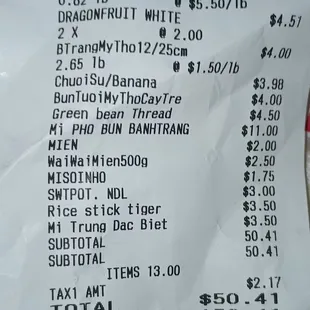 0.82 lb @ $5.50/lb
DRAGONFRUIT WHITE $4.51
2 X @ 2.00
BTrangMyTho12/25cm $4.00
2.65 lb @ $1.50/lb
ChuoiSu/Banana $3.98
BunTuoiMyThoCayTre $4.00
Green bean Thread $4.50
Mi PHO BUN BANHTRANG $11.00
MIEN $2.00
WaiWaiMien500g $2.50
MISOINHO $1.75
SWTPOT. NDL $3.00
Rice stick tiger $3.50
Mi Trung Dac Biet $3.50
SUBTOTAL 50.41
SUBTOTAL 50.41
ITEMS 13.00
TAX1 AMT $2.17
TOTAL $50.41